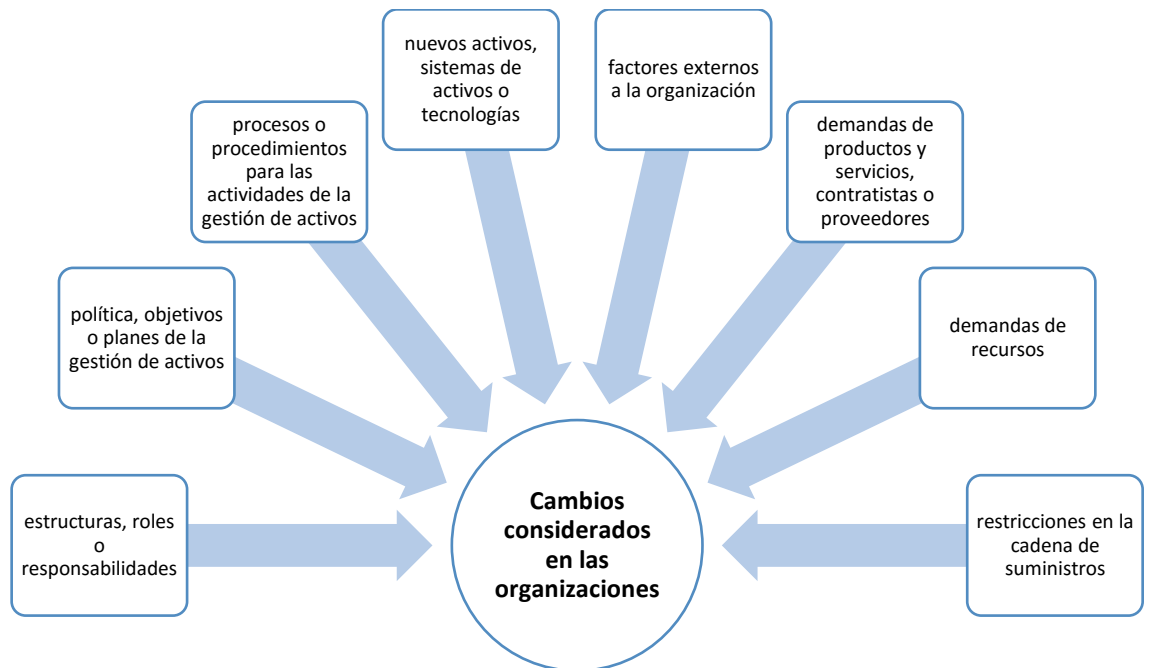 nuevos activos,
sistemas de
activos o
tecnologías
factores externos
a la organización
procesos o
procedimientos
para las
actividades de la
gestión de activos
demandas de
productos y
servicios,
contratistas o
proveedores
política, objetivos
o planes de la
gestión de activos
demandas de
recursos
estructuras, roles
o
responsabilidades
Cambios
considerados
en las
organizaciones
restricciones en la
cadena de
suministros